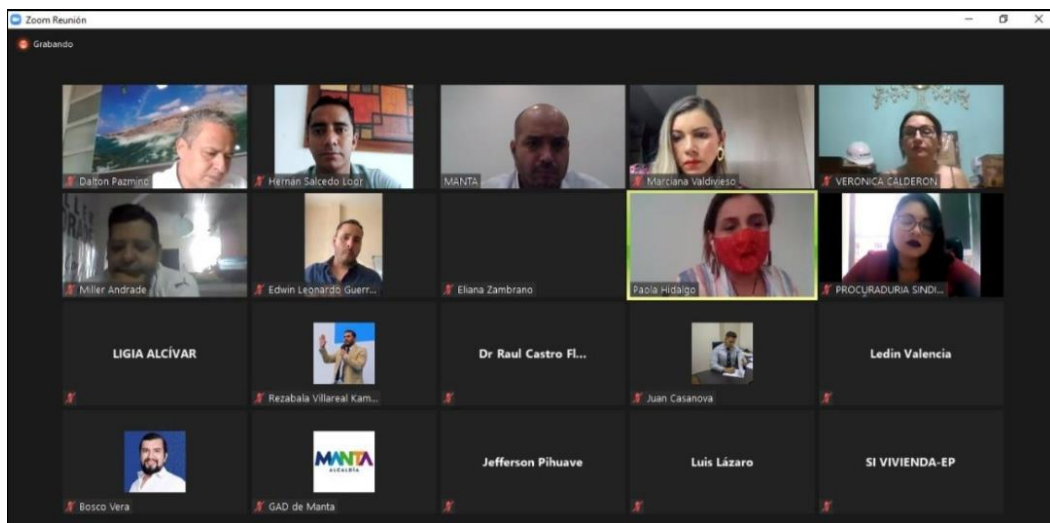 Zoom Reunión
Grabando
Dalton Pazmino
Hernan Salcedo Loor
MANTA
Marciana Valdivieso
VERONICA CALDERON
Miller Andrade
Edwin Leonardo Guerr...
Eliana Zambrano
Paola Hidalgo
PROCURADURIA SINDI...
LIGIA ALCÍVAR
Rezabala Villareal Kam...
Dr Raul Castro Fl...
Juan Casanova
Ledin Valencia
Bosco Vera
MANTA
ALCALDÍA
GAD de Manta
Jefferson Pihuave
Luis Lázaro
SI VIVIENDA-EP